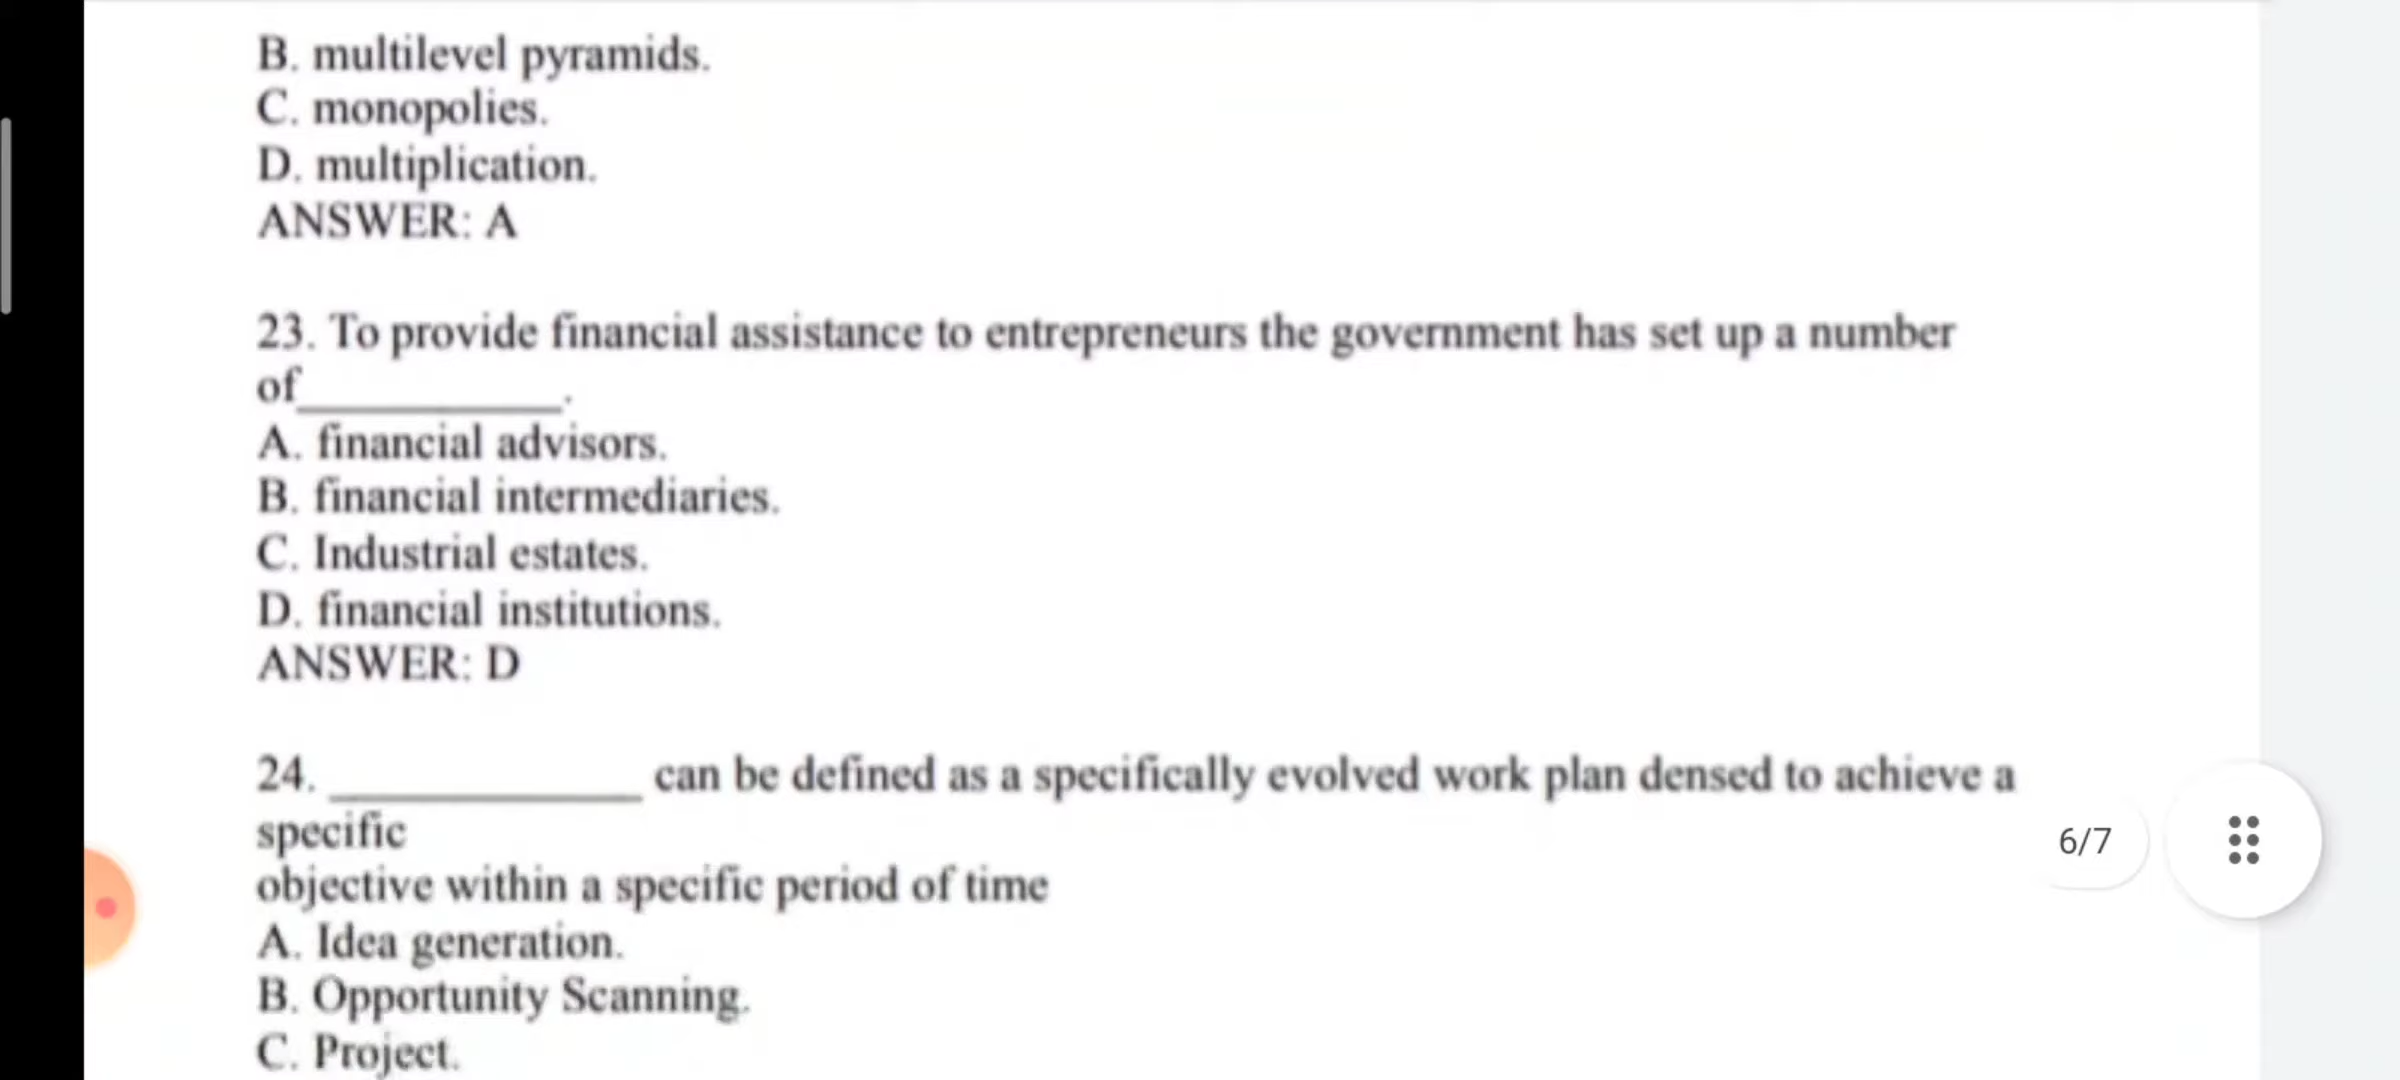 B. multilevel pyramids.
C. monopolies.
D. multiplication.
ANSWER: A
23. To provide financial assistance to entrepreneurs the government has set up a number
of____________.
A. financial advisors.
B. financial intermediaries.
C. Industrial estates.
D. financial institutions.
ANSWER: D
24. ______________ can be defined as a specifically evolved work plan densed to achieve a
specific
objective within a specific period of time
A. Idea generation.
B. Opportunity Scanning.
C. Project.
6/7